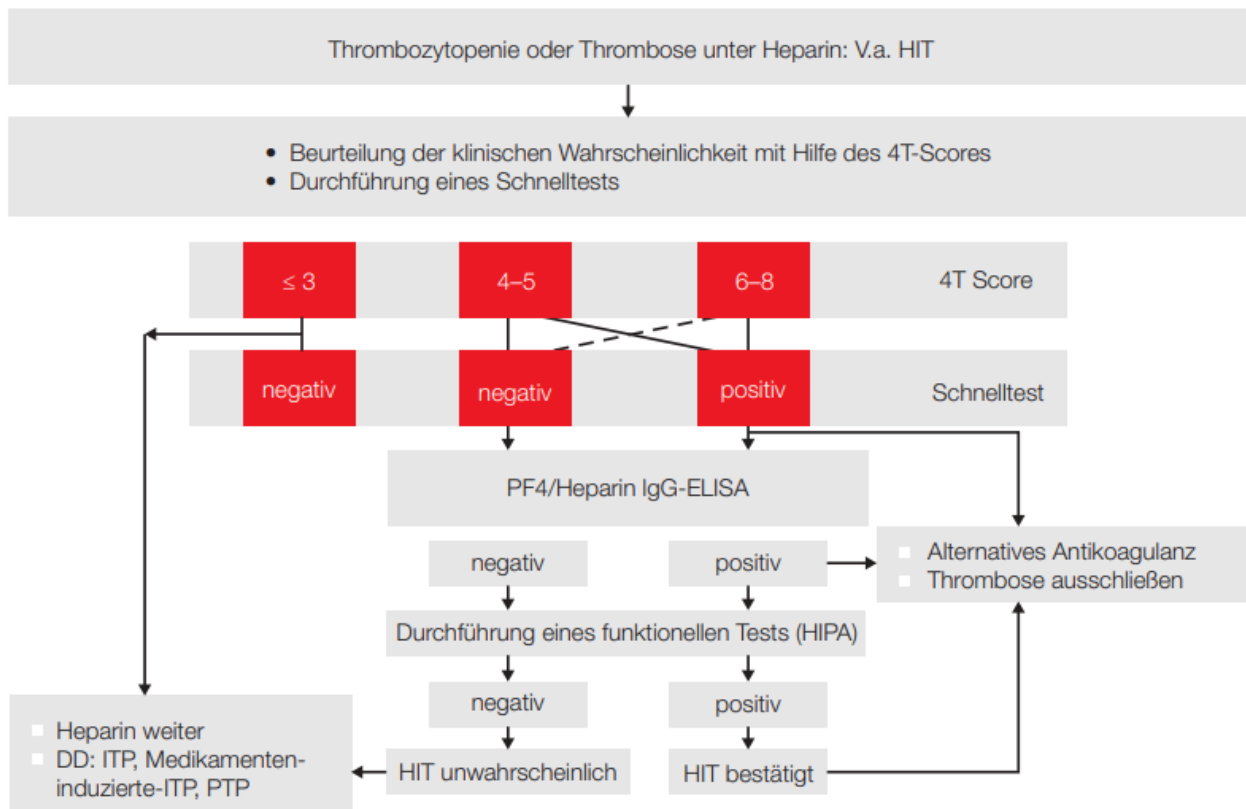 Thrombozytopenie oder Thrombose unter Heparin: V.a. HIT
• Beurteilung der klinischen Wahrscheinlichkeit mit Hilfe des 4T-Scores
• Durchführung eines Schnelltests
≤ 3
4–5
6–8
4T Score
negativ
negativ
positiv
Schnelltest
PF4/Heparin IgG-ELISA
negativ
positiv
Alternatives Antikoagulanz
Thrombose ausschließen
Durchführung eines funktionellen Tests (HIPA)
negativ
positiv
Heparin weiter
DD: ITP, Medikamenten-
induzierte-ITP, PTP
HIT unwahrscheinlich
HIT bestätigt